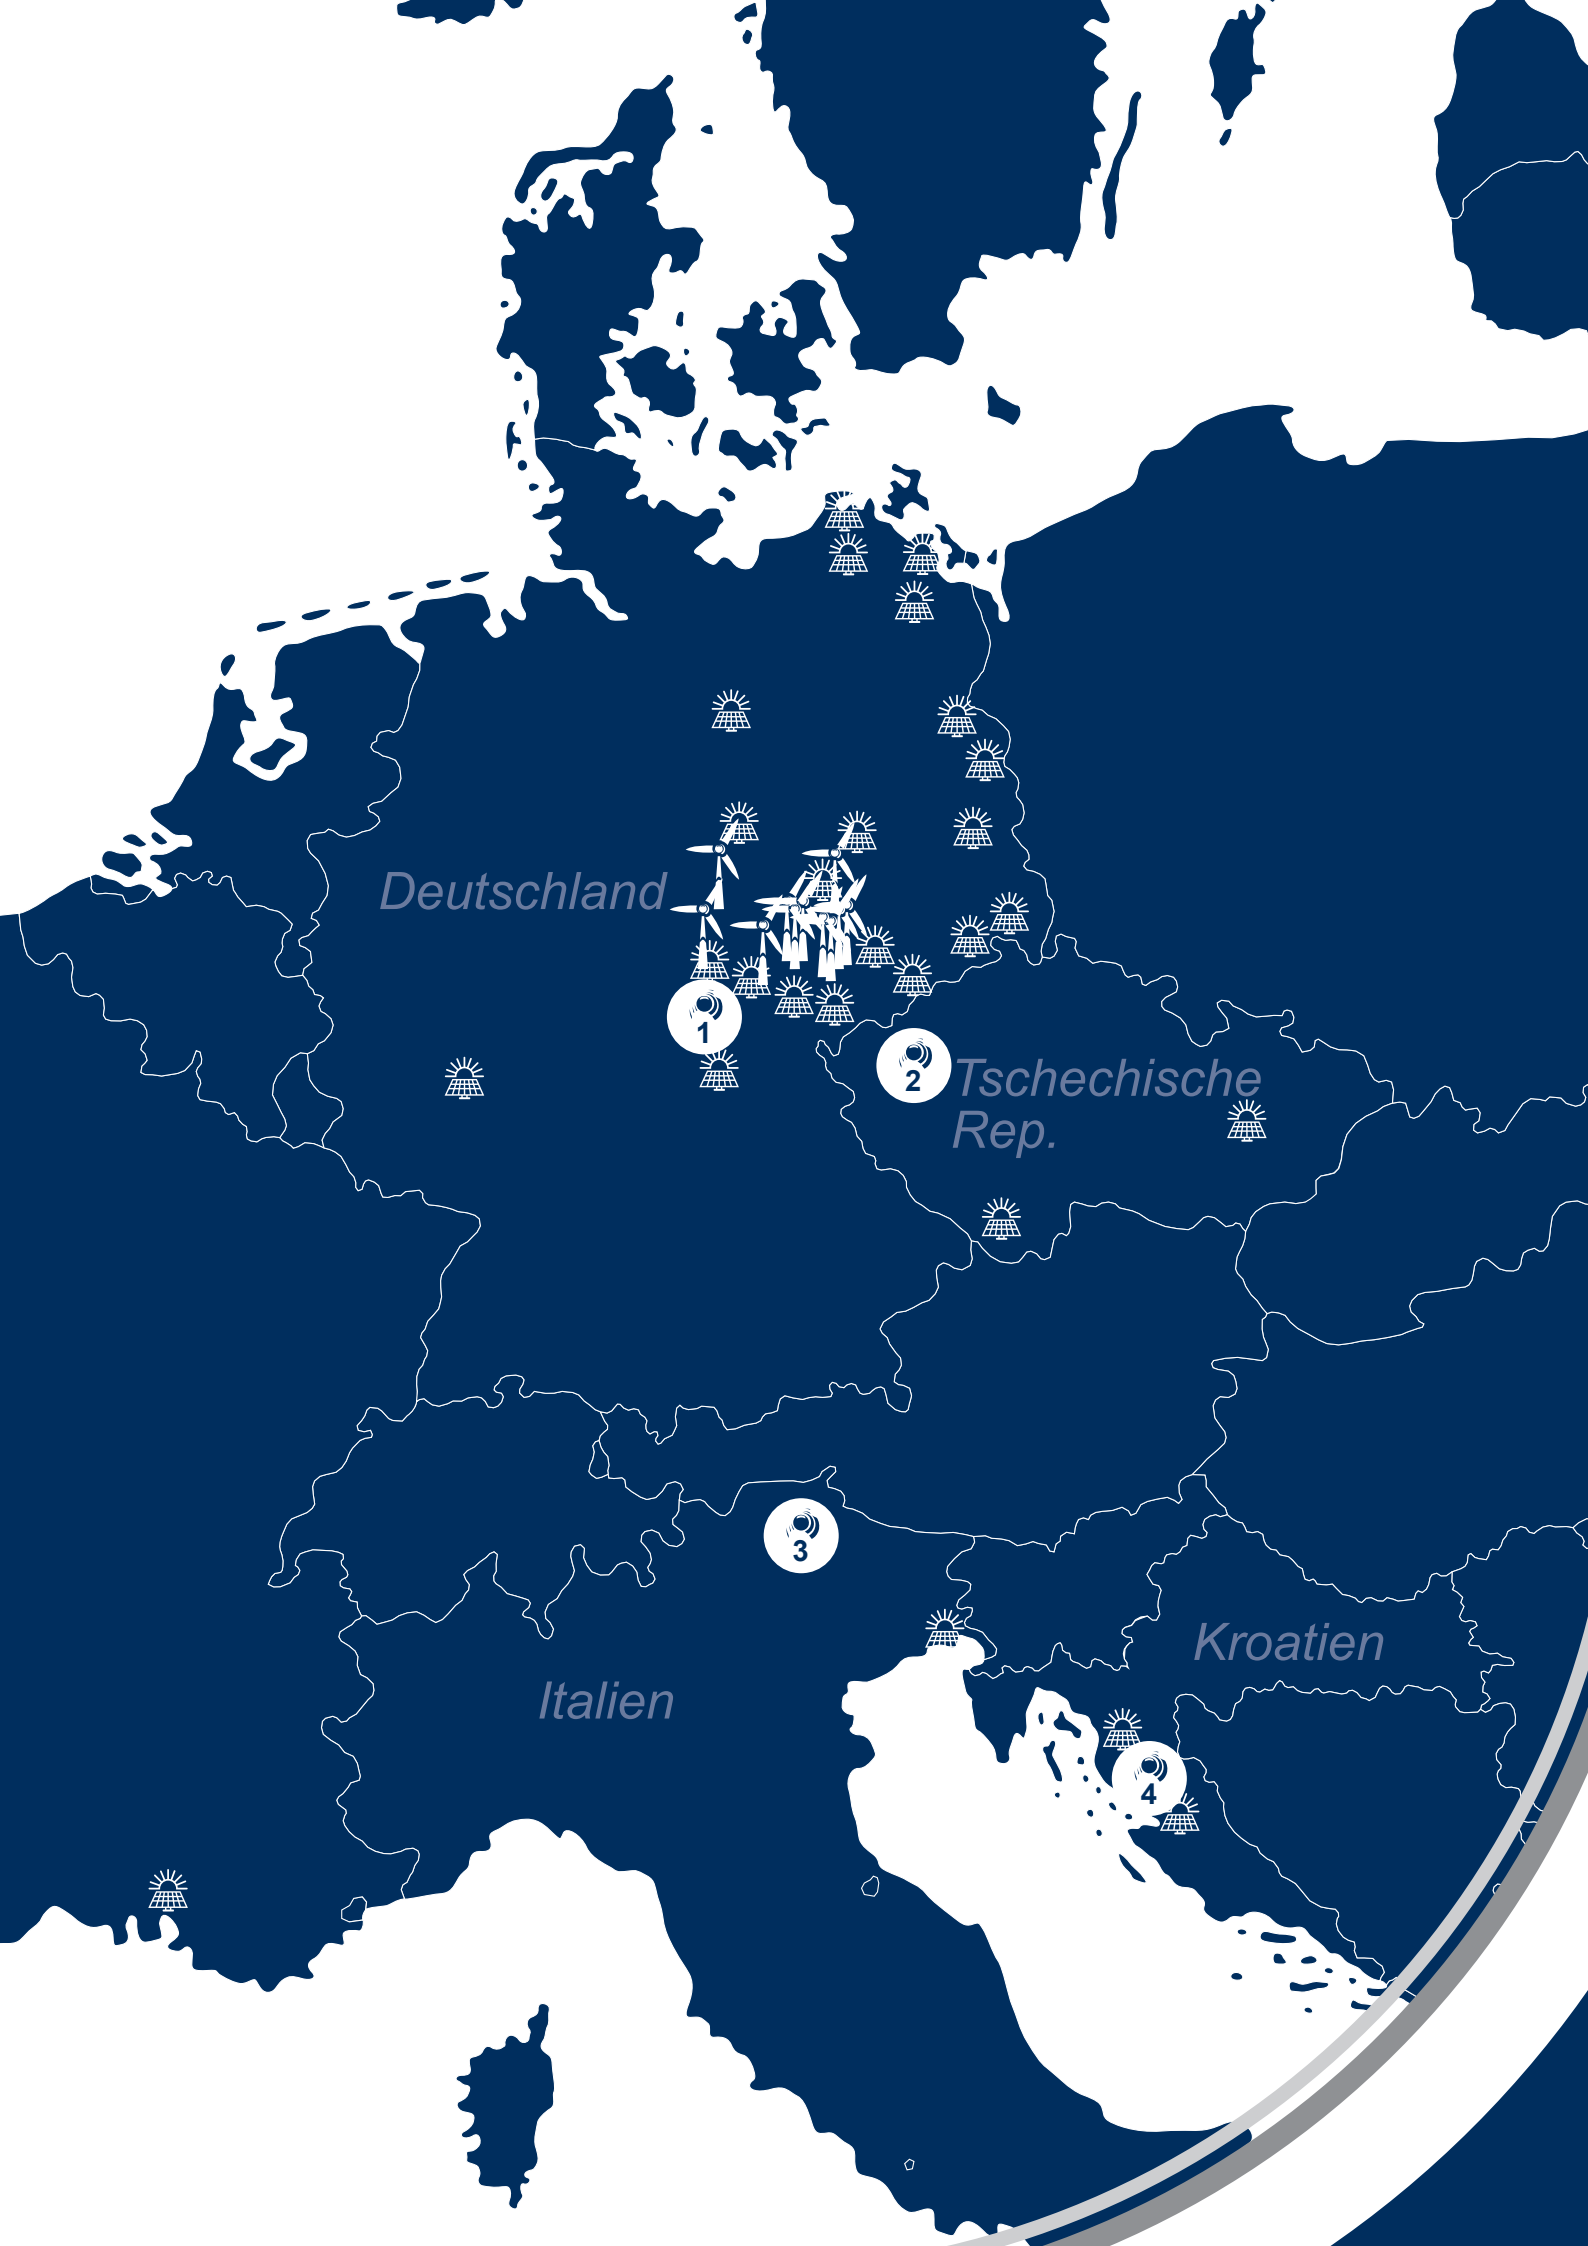 Deutschland
1
2
Tschechische
Rep.
3
Kroatien
Italien
4